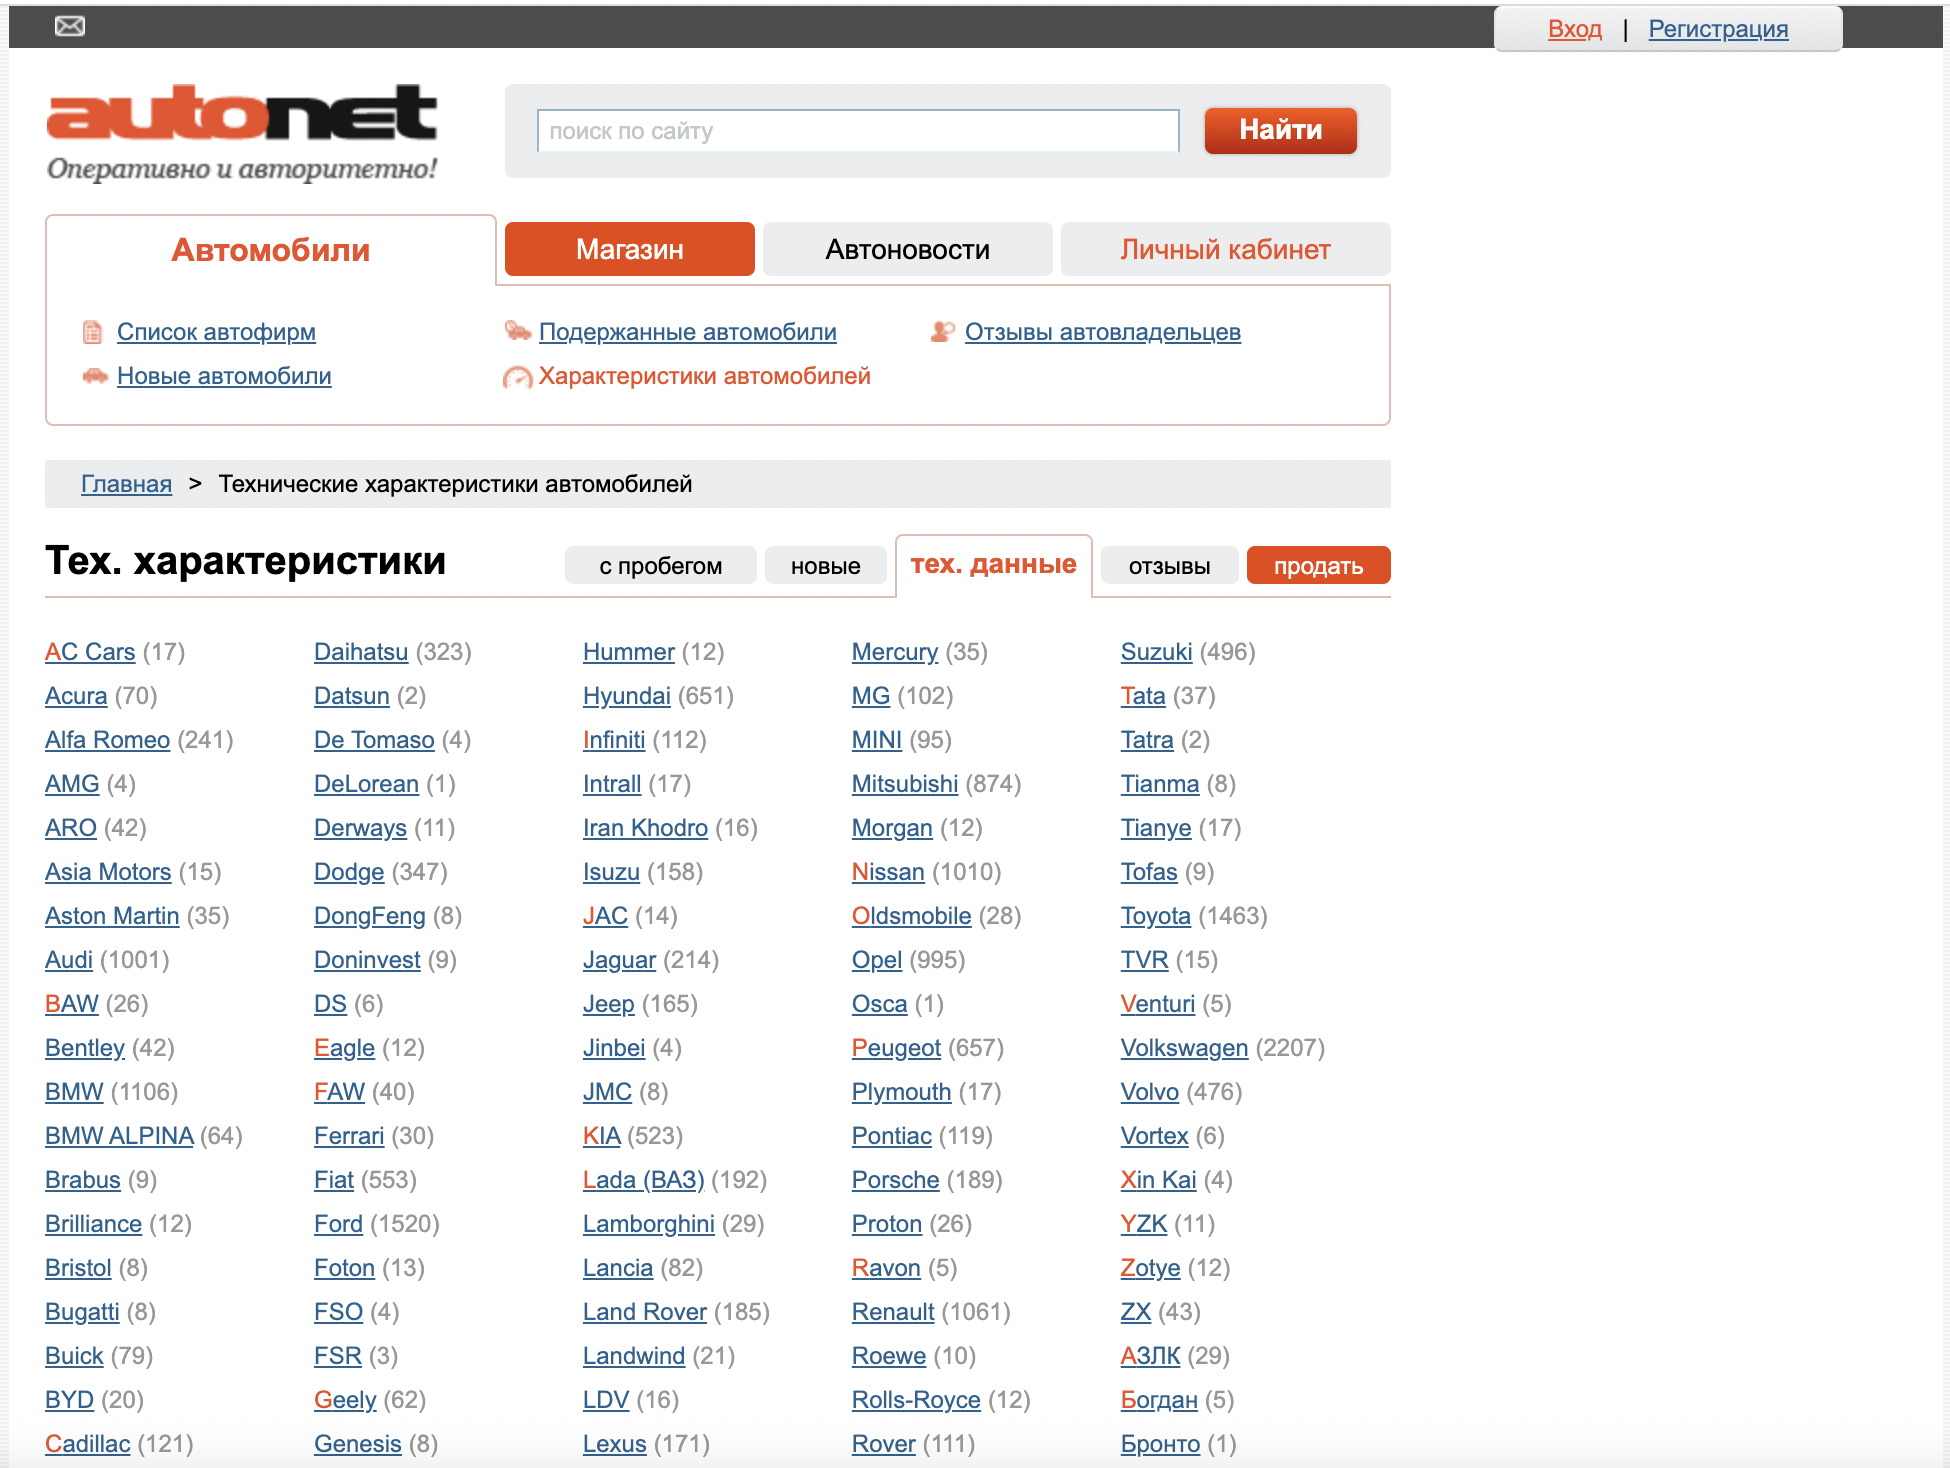 Вход | Регистрация
autonet
Оперативно и авторитетно!
поиск по сайту
Найти
Автомобили
Магазин
Автоновости
Личный кабинет
Список автофирм
Подержанные автомобили
Отзывы автовладельцев
Новые автомобили
Характеристики автомобилей
Главная > Технические характеристики автомобилей
Тех. характеристики
с пробегом
новые
тех. данные
отзывы
продать
AC Cars (17)
Acura (70)
Alfa Romeo (241)
AMG (4)
ARO (42)
Asia Motors (15)
Aston Martin (35)
Audi (1001)
BAW (26)
Bentley (42)
BMW (1106)
BMW ALPINA (64)
Brabus (9)
Brilliance (12)
Bristol (8)
Bugatti (8)
Buick (79)
BYD (20)
Cadillac (121)
Daihatsu (323)
Datsun (2)
De Tomaso (4)
DeLorean (1)
Derways (11)
Dodge (347)
DongFeng (8)
Doninvest (9)
DS (6)
Eagle (12)
FAW (40)
Ferrari (30)
Fiat (553)
Ford (1520)
Foton (13)
FSO (4)
FSR (3)
Geely (62)
Genesis (8)
Hummer (12)
Hyundai (651)
Infiniti (112)
Intrall (17)
Iran Khodro (16)
Isuzu (158)
JAC (14)
Jaguar (214)
Jeep (165)
Jinbei (4)
JMC (8)
KIA (523)
Lada (ВАЗ) (192)
Lamborghini (29)
Lancia (82)
Land Rover (185)
Landwind (21)
LDV (16)
Lexus (171)
Mercury (35)
MG (102)
MINI (95)
Mitsubishi (874)
Morgan (12)
Nissan (1010)
Oldsmobile (28)
Opel (995)
Osca (1)
Peugeot (657)
Plymouth (17)
Pontiac (119)
Porsche (189)
Proton (26)
Ravon (5)
Renault (1061)
Roewe (10)
Rolls-Royce (12)
Rover (111)
Suzuki (496)
Tata (37)
Tatra (2)
Tianma (8)
Tianye (17)
Tofas (9)
Toyota (1463)
TVR (15)
Venturi (5)
Volkswagen (2207)
Volvo (476)
Vortex (6)
Xin Kai (4)
YZK (11)
Zotye (12)
ZX (43)
АЗЛК (29)
Богдан (5)
Бронто (1)